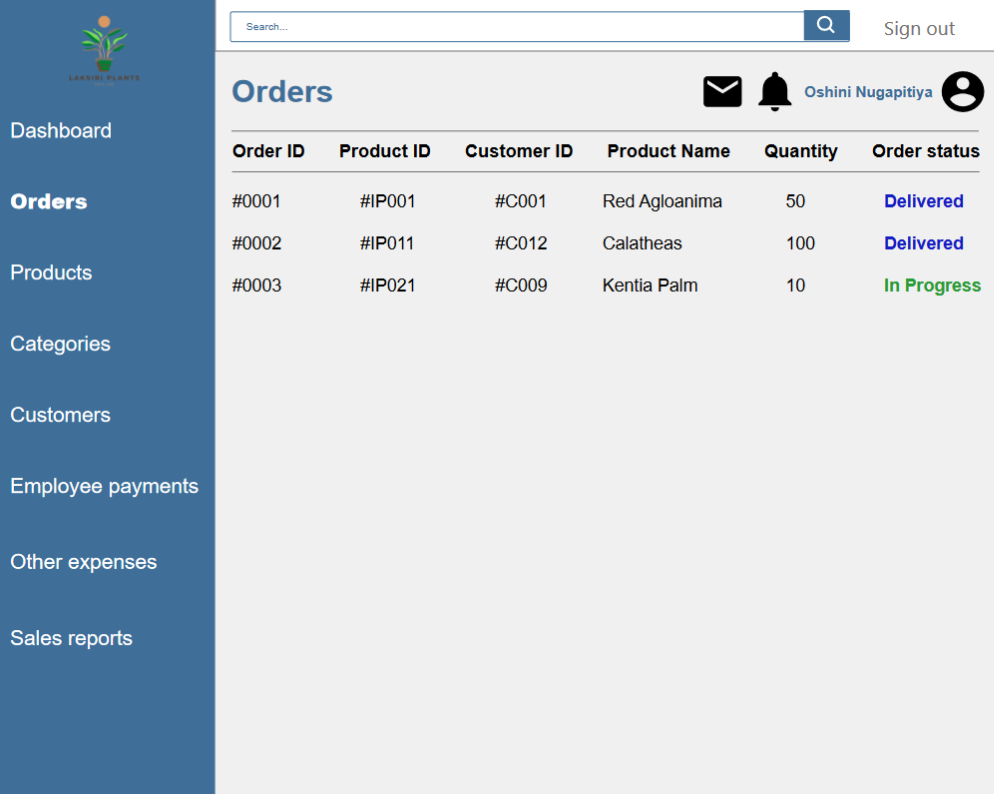 LAKSIRI PLANTS
Search...
Sign out
Orders
Oshini Nugapitiya
Dashboard
Orders
Products
Categories
Customers
Employee payments
Other expenses
Sales reports
Order ID Product ID Customer ID Product Name Quantity Order status
#0001 #IP001 #C001 Red Agloanima 50 Delivered
#0002 #IP011 #C012 Calatheas 100 Delivered
#0003 #IP021 #C009 Kentia Palm 10 In Progress